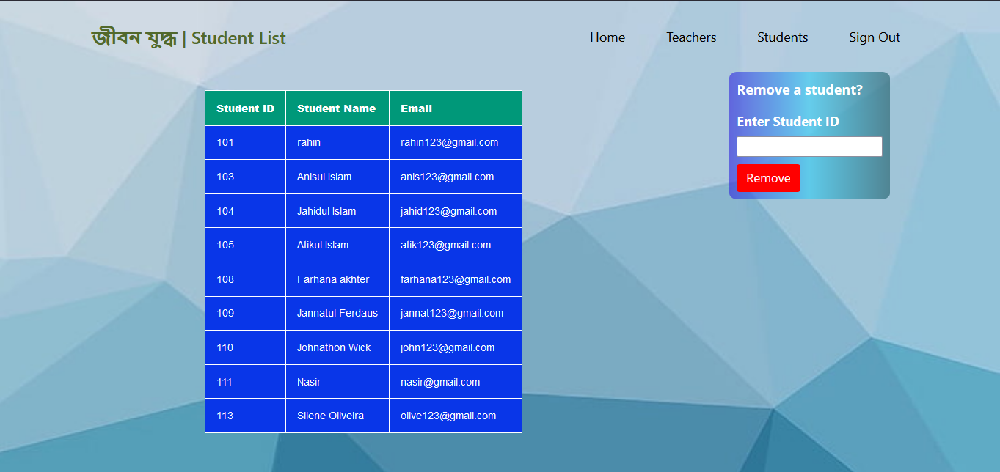 জীবন যুদ্ধ | Student List
Home Teachers Students Sign Out
Remove a student?
Enter Student ID
Remove
Student ID Student Name Email
101 rahin rahin123@gmail.com
103 Anisul Islam anis123@gmail.com
104 Jahidul Islam jahid123@gmail.com
105 Atikul Islam atik123@gmail.com
108 Farhana akhter farhana123@gmail.com
109 Jannatul Ferdaus jannat123@gmail.com
110 Johnathon Wick john123@gmail.com
111 Nasir nasir@gmail.com
113 Silene Oliveira olive123@gmail.com